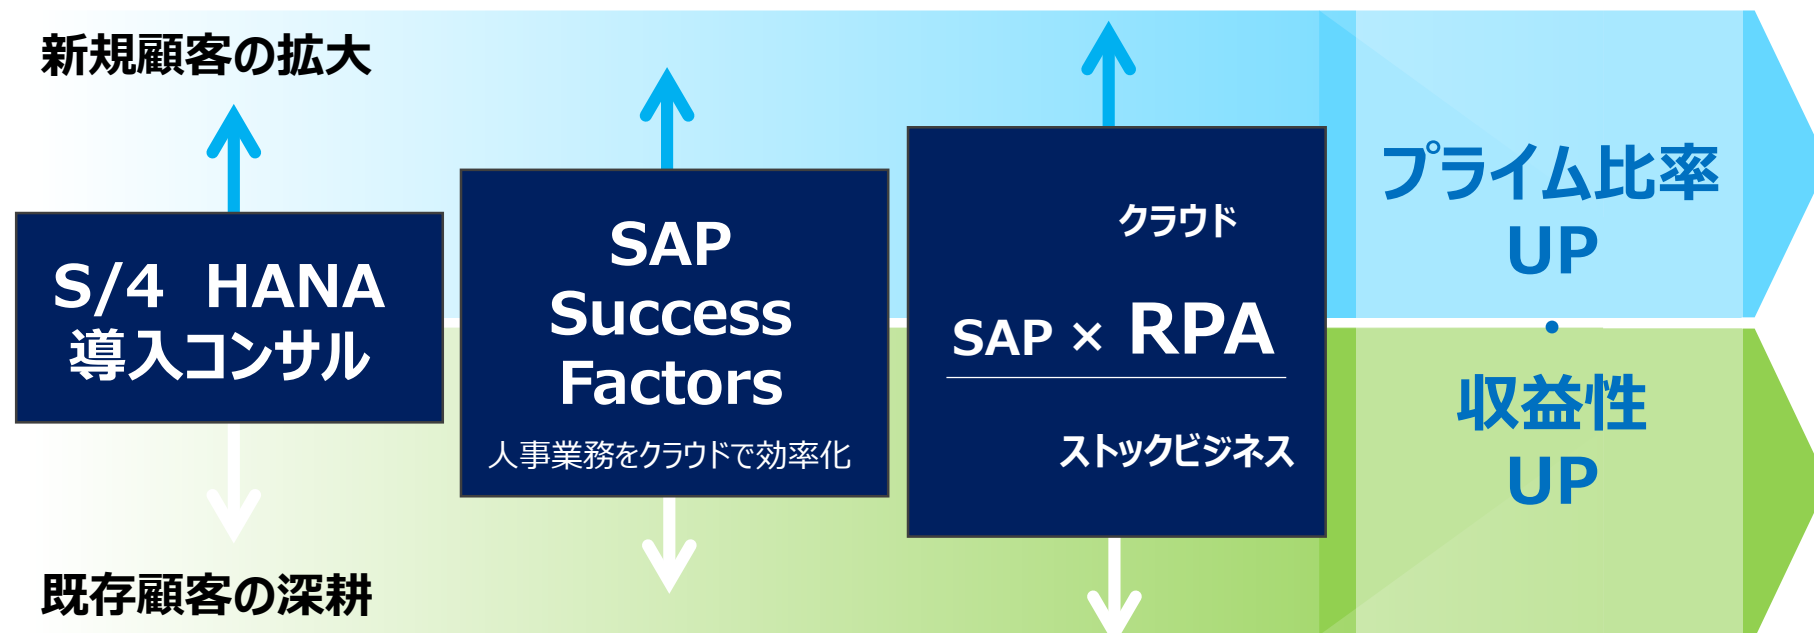 新規顧客の拡大
S/4 HANA
導入コンサル
SAP
Success
Factors
人事業務をクラウドで効率化
クラウド
SAP × RPA
ストックビジネス
プライム比率
UP
・
収益性
UP
既存顧客の深耕